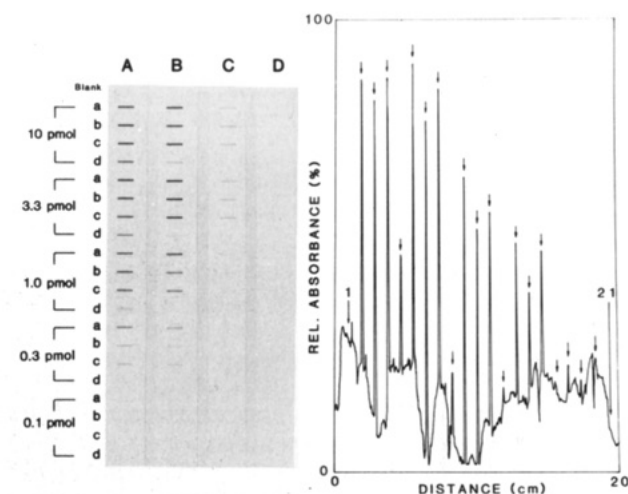 A B C D
Blank
10 pmol a b c d
3.3 pmol a b c d
1.0 pmol a b c d
0.3 pmol a b c d
0.1 pmol a b c d
100
REL. ABSORBANCE (%)
1 21
0 20
DISTANCE (cm)